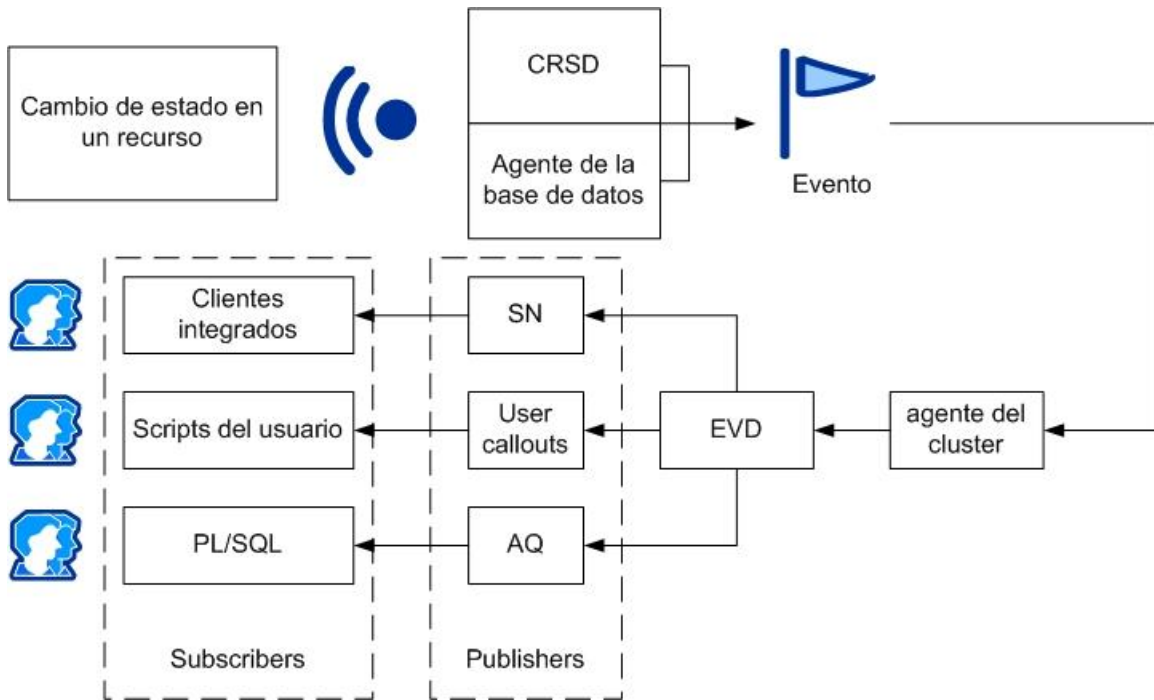 Cambio de estado en
un recurso
CRSD
Agente de la
base de datos
Evento
Clientes
integrados
SN
Scripts del usuario
User
callouts
EVD
agente del
cluster
PL/SQL
AQ
Subscribers
Publishers